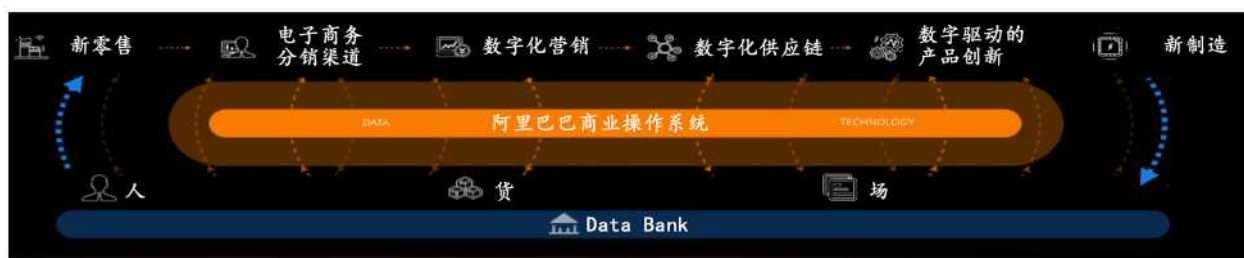 新零售
电子商务
分销渠道
数字化营销
数字化供应链
数字驱动的
产品创新
新制造
DATA
阿里巴巴商业操作系统
TECHNOLOGY
人
货
场
Data Bank